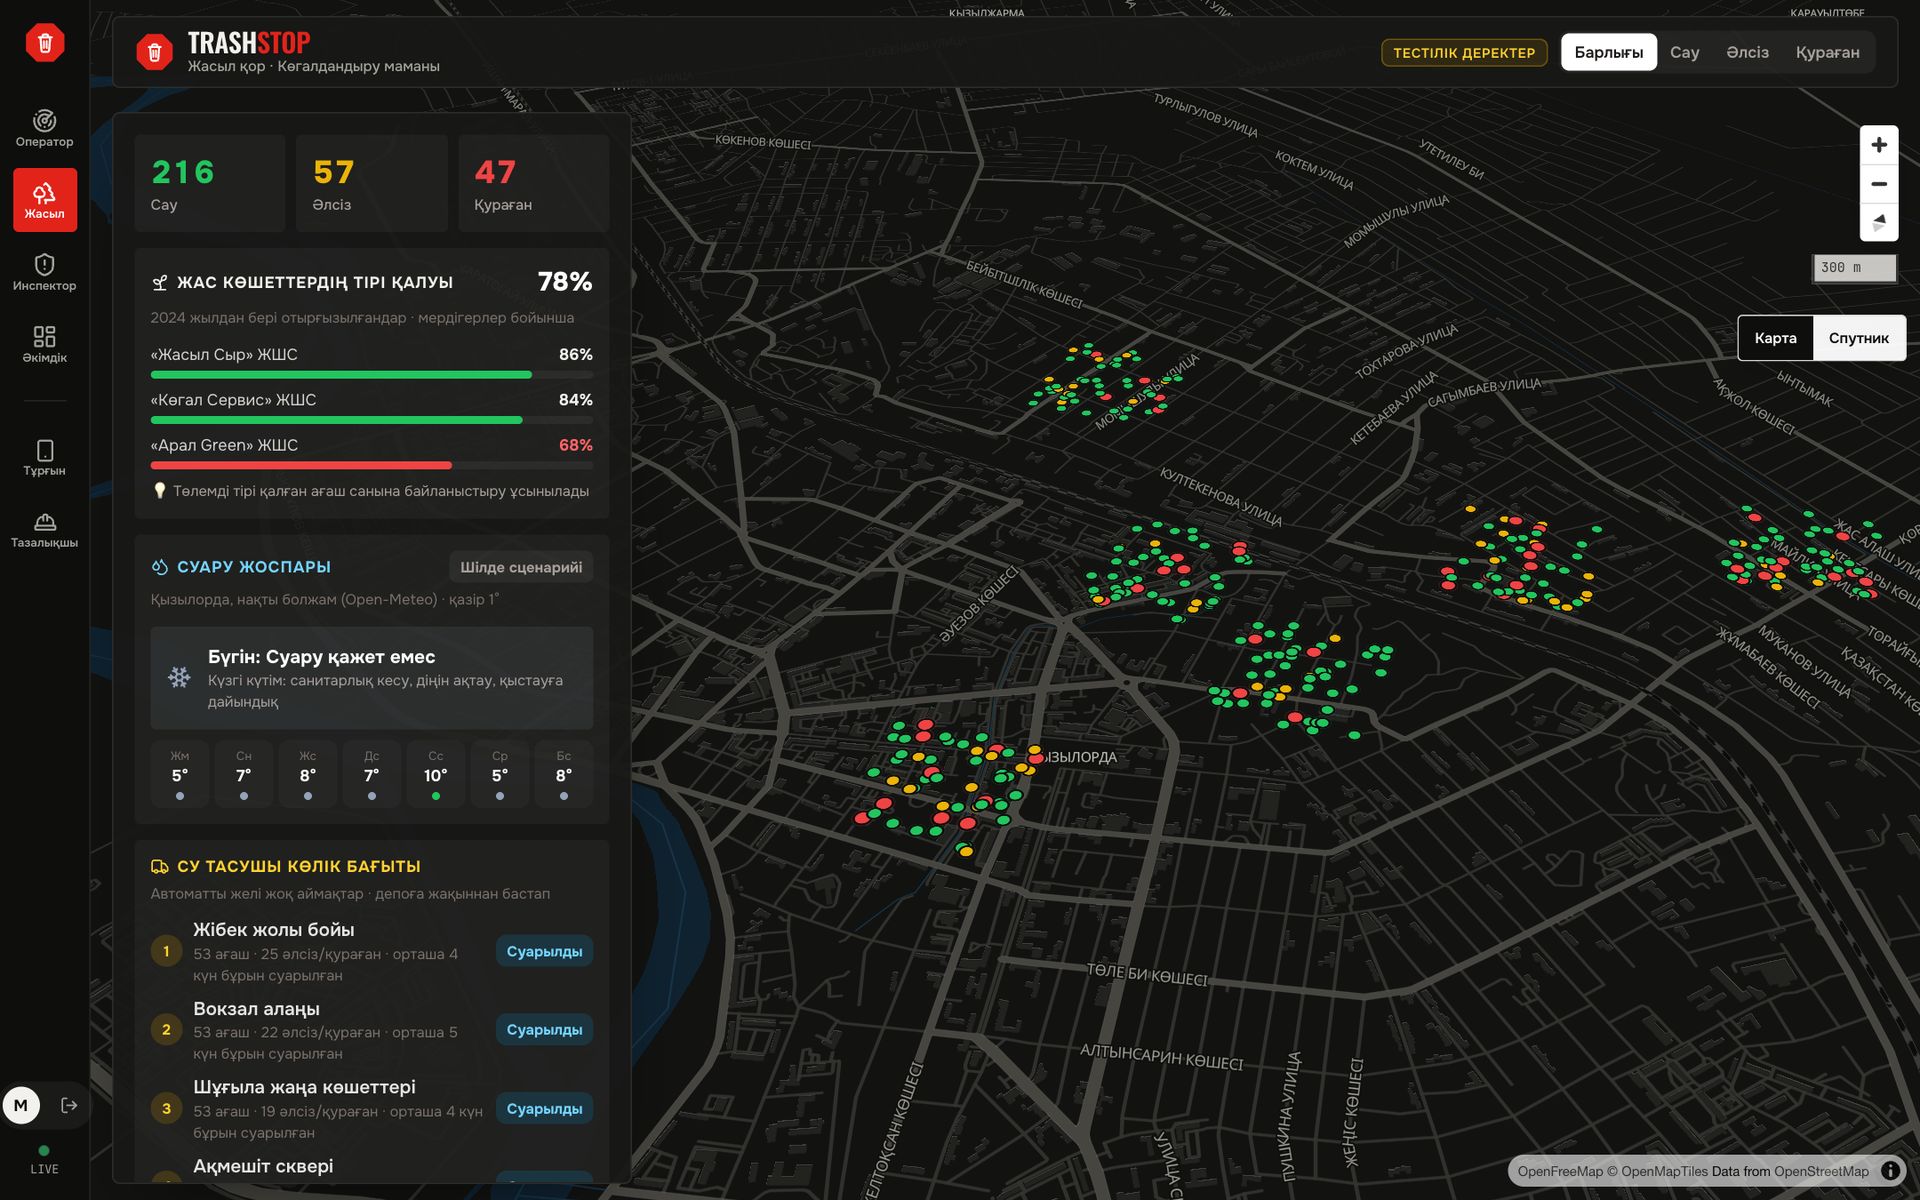 TRASHSTOP
Жасыл қор · Көгалдандыру маманы
ТЕСТІЛІК ДЕРЕКТЕР
Барлығы
Сау
Әлсіз
Құраған
Оператор
Жасыл
Инспектор
Әкімдік
Тұрғын
Тазалықшы
M
LIVE
216
Сау
57
Әлсіз
47
Құраған
ЖАС КӨШЕТТЕРДІҢ ТІРІ ҚАЛУЫ
78%
2024 жылдан бері отырғызылғандар · мердігерлер бойынша
«Жасыл Сыр» ЖШС
86%
«Көгал Сервис» ЖШС
84%
«Арал Green» ЖШС
68%
Төлемді тірі қалған ағаш санына байланыстыру ұсынылады
СУАРУ ЖОСПАРЫ
Шілде сценарийі
Қызылорда, нақты болжам (Open-Meteo) · қазір 1°
Бүгін: Суару қажет емес
Күзгі күтім: санитарлық кесу, діңін ақтау, қыстауға
дайындық
Жм
Сн
Жс
Дс
Сс
Ср
Бс
5°
7°
8°
7°
10°
5°
8°
СУ ТАСУШЫ КӨЛІК БАҒЫТЫ
Автоматты желі жоқ аймақтар · депоға жақыннан бастап
1
Жібек жолы бойы
53 ағаш · 25 әлсіз/құраған · орташа 4
күн бұрын суарылған
Суарылды
2
Вокзал алаңы
53 ағаш · 22 әлсіз/құраған · орташа 5
күн бұрын суарылған
Суарылды
3
Шұғыла жаңа көшеттері
53 ағаш · 19 әлсіз/құраған · орташа 4 күн
бұрын суарылған
Суарылды
Ақмешіт сквері
300 m
Карта
Спутник
КЫЗЫЛЖАРМА
КАРАУЫЛТӨБЕ
КӨКЕНОВ КӨШЕСІ
ТУРЛЫГУЛОВ УЛИЦА
КОКТЕМ УЛИЦА
УТЕТИЛЕУ БИ
МОМЫШУЛЫ УЛИЦА
БЕЙБІТШІЛІК КӨШЕСІ
ТОХТАРОВА УЛИЦА
САҒЫМБАЕВ УЛИЦА
КЕТЕБАЕВА УЛИЦА
ЫНТЫМАК
АҚЖОЛ КӨШЕСІ
КУЛТЕКЕНОВА УЛИЦА
ӘУЕЗОВ КӨШЕСІ
ЖҰМАБАЕВ КӨШЕСІ
МУКАНОВ УЛИЦА
ТӨЛЕ БИ КӨШЕСІ
АЛТЫНСАРИН КӨШЕСІ
ПУШКИНА УЛИЦА
ЖЕҢІС КӨШЕСІ
OpenFreeMap © OpenMapTiles Data from OpenStreetMap